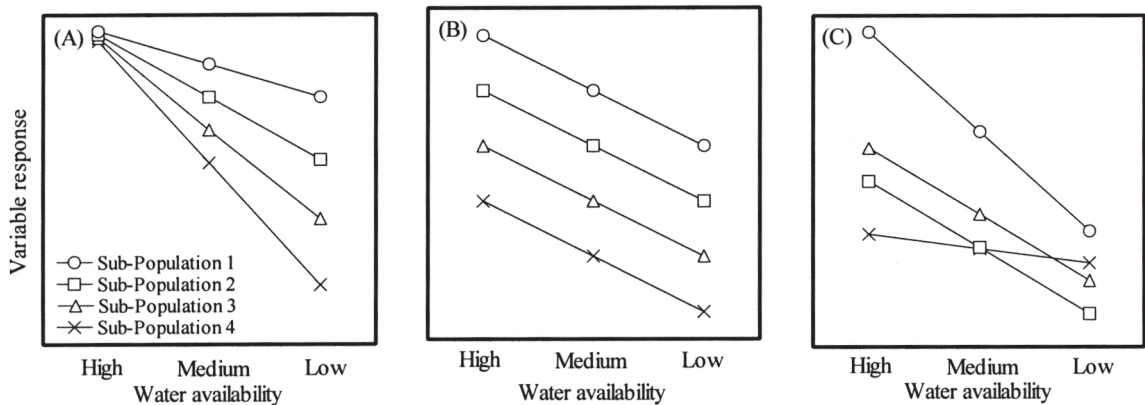 (A)
(B)
(C)
Variable response
Sub-Population 1
Sub-Population 2
Sub-Population 3
Sub-Population 4
High Medium Low
Water availability
High Medium Low
Water availability
High Medium Low
Water availability